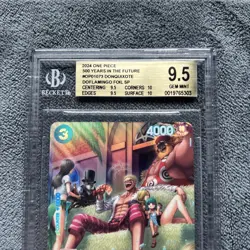 2024 ONE PIECE
500 YEARS IN THE FUTURE
#OP01073 DONQUIXOTE
DOFLAMINGO FOIL SP
CENTERING 9.5 CORNERS 10
EDGES 9.5 SURFACE 10
B
BECKETT
9.5
GEM MINT
0019765303
3
4000